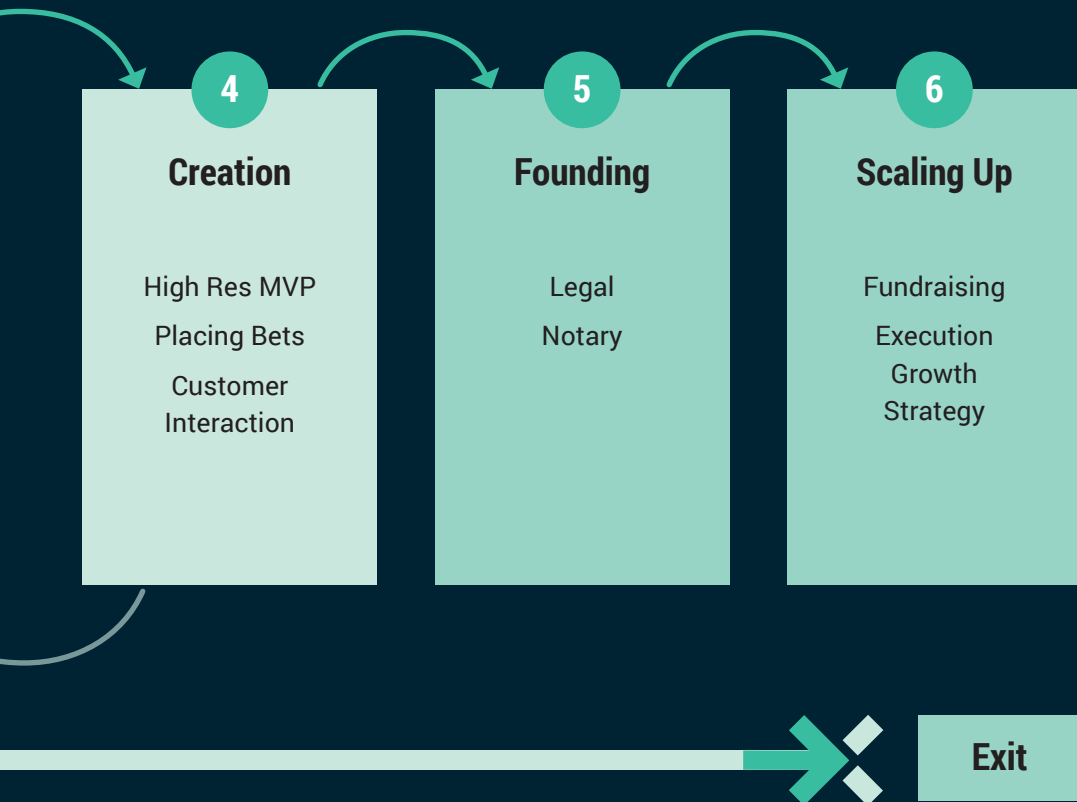 4
Creation
High Res MVP
Placing Bets
Customer
Interaction
5
Founding
Legal
Notary
6
Scaling Up
Fundraising
Execution
Growth
Strategy
Exit